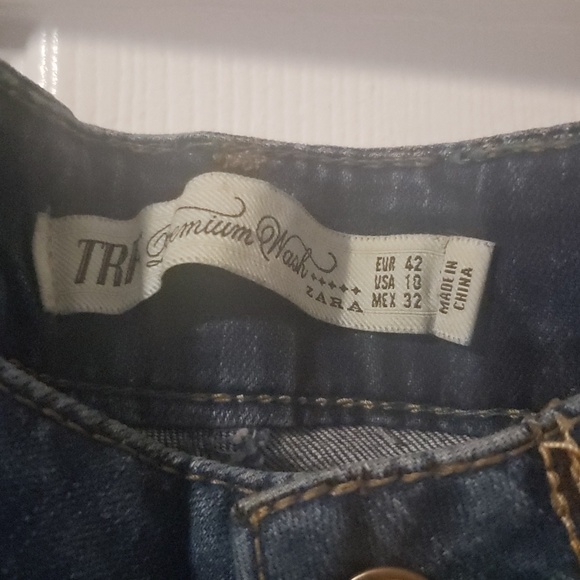 TRF
Premium Wash
ZARA
EUR 42
USA 10
MEX 32
MADE IN
CHINA